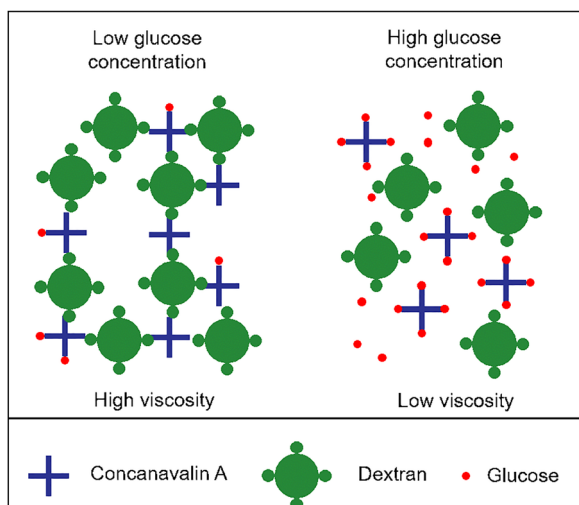 Low glucose
concentration
High glucose
concentration
High viscosity
Low viscosity
Concanavalin A
Dextran
Glucose